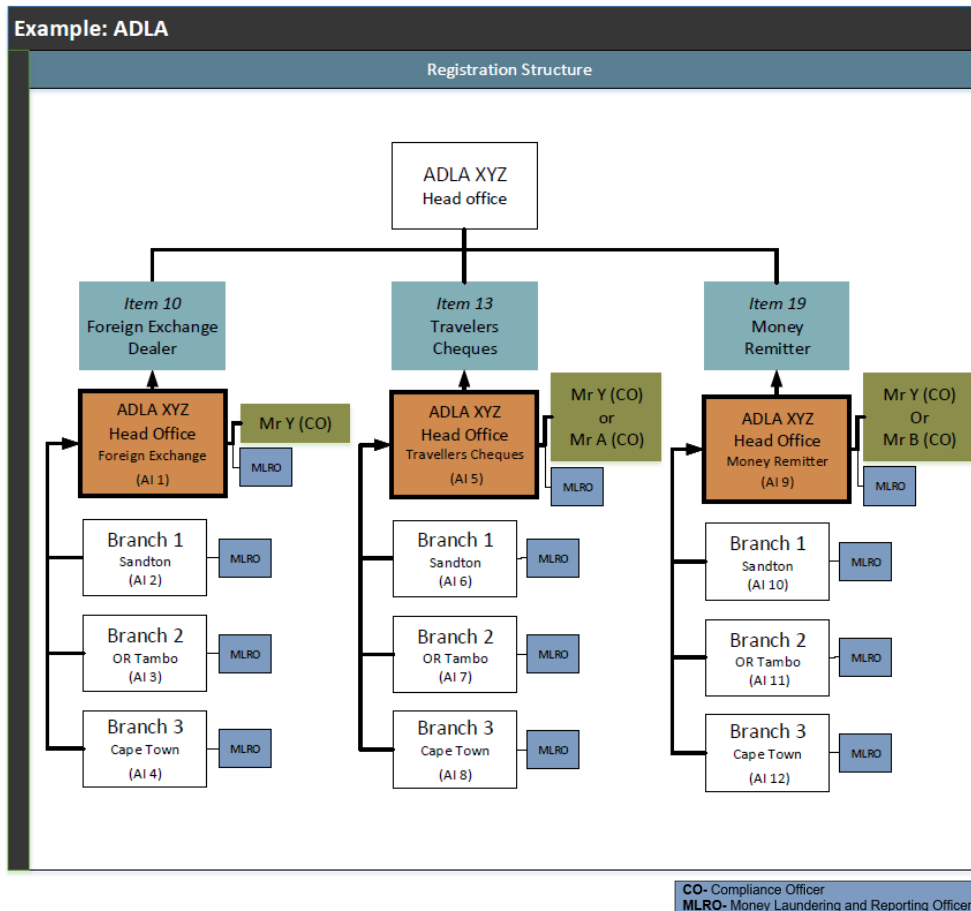 Example: ADLA
Registration Structure
ADLA XYZ
Head office
Item 10
Foreign Exchange
Dealer
ADLA XYZ
Head Office
Foreign Exchange
(AI 1)
Mr Y (CO)
MLRO
Branch 1
Sandton
(AI 2)
MLRO
Branch 2
OR Tambo
(AI 3)
MLRO
Branch 3
Cape Town
(AI 4)
MLRO
Item 13
Travelers
Cheques
ADLA XYZ
Head Office
Travellers Cheques
(AI 5)
Mr Y (CO)
or
Mr A (CO)
MLRO
Branch 1
Sandton
(AI 6)
MLRO
Branch 2
OR Tambo
(AI 7)
MLRO
Branch 3
Cape Town
(AI 8)
MLRO
Item 19
Money
Remitter
ADLA XYZ
Head Office
Money Remitter
(AI 9)
Mr Y (CO)
Or
Mr B (CO)
MLRO
Branch 1
Sandton
(AI 10)
MLRO
Branch 2
OR Tambo
(AI 11)
MLRO
Branch 3
Cape Town
(AI 12)
MLRO
CO- Compliance Officer
MLRO- Money Laundering and Reporting Officer